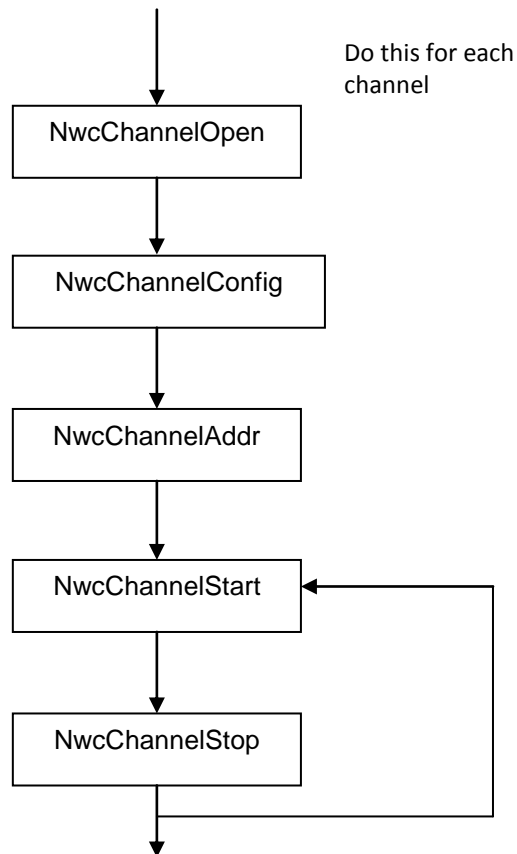 Do this for each
channel
NwcChannelOpen
NwcChannelConfig
NwcChannelAddr
NwcChannelStart
NwcChannelStop